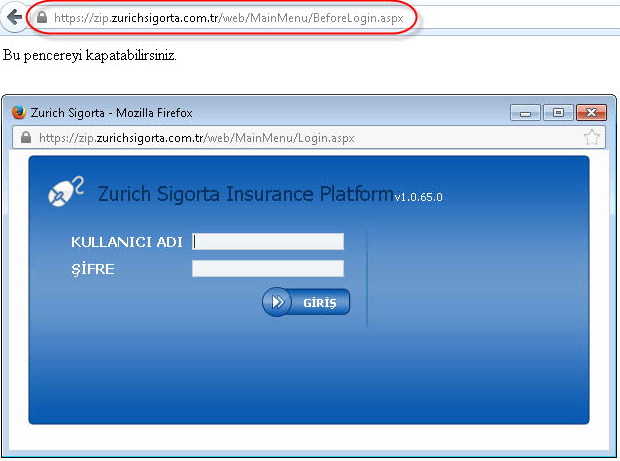 https://zip.zurichsigorta.com.tr/web/MainMenu/BeforeLogin.aspx
Bu pencereyi kapatabilirsiniz.
Zurich Sigorta - Mozilla Firefox
https://zip.zurichsigorta.com.tr/web/MainMenu/Login.aspx
Zurich Sigorta Insurance Platform v1.0.65.0
KULLANICI ADI
ŞİFRE
GİRİŞ